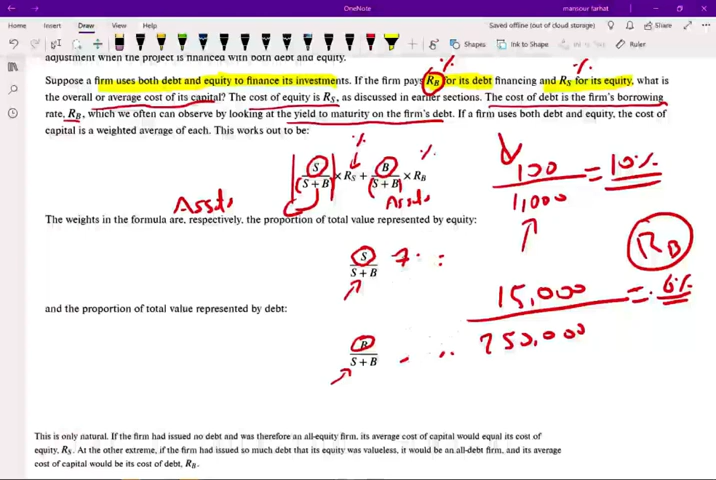 OneNote
mansour farhat
Home Insert Draw View Help
Saved offline (out of cloud storage)
Share
Shapes Ink to Shape Ruler
adjustment when the project is financed with both debt and equity.
Suppose a firm uses both debt and equity to finance its investments. If the firm pays R_B for its debt financing and R_S for its equity, what is
the overall or average cost of its capital? The cost of equity is R_S, as discussed in earlier sections. The cost of debt is the firm's borrowing
rate, R_B, which we often can observe by looking at the yield to maturity on the firm's debt. If a firm uses both debt and equity, the cost of
capital is a weighted average of each. This works out to be:
% %
% %
S/(S + B) × R_S + B/(S + B) × R_B
100/1,000 = 10%
Assets Assets
The weights in the formula are, respectively, the proportion of total value represented by equity:
R_B
S/(S + B)
15,000/250,000 = 6%
and the proportion of total value represented by debt:
B/(S + B)
This is only natural. If the firm had issued no debt and was therefore an all-equity firm, its average cost of capital would equal its cost of
equity, R_S. At the other extreme, if the firm had issued so much debt that its equity was valueless, it would be an all-debt firm, and its average
cost of capital would be its cost of debt, R_B.